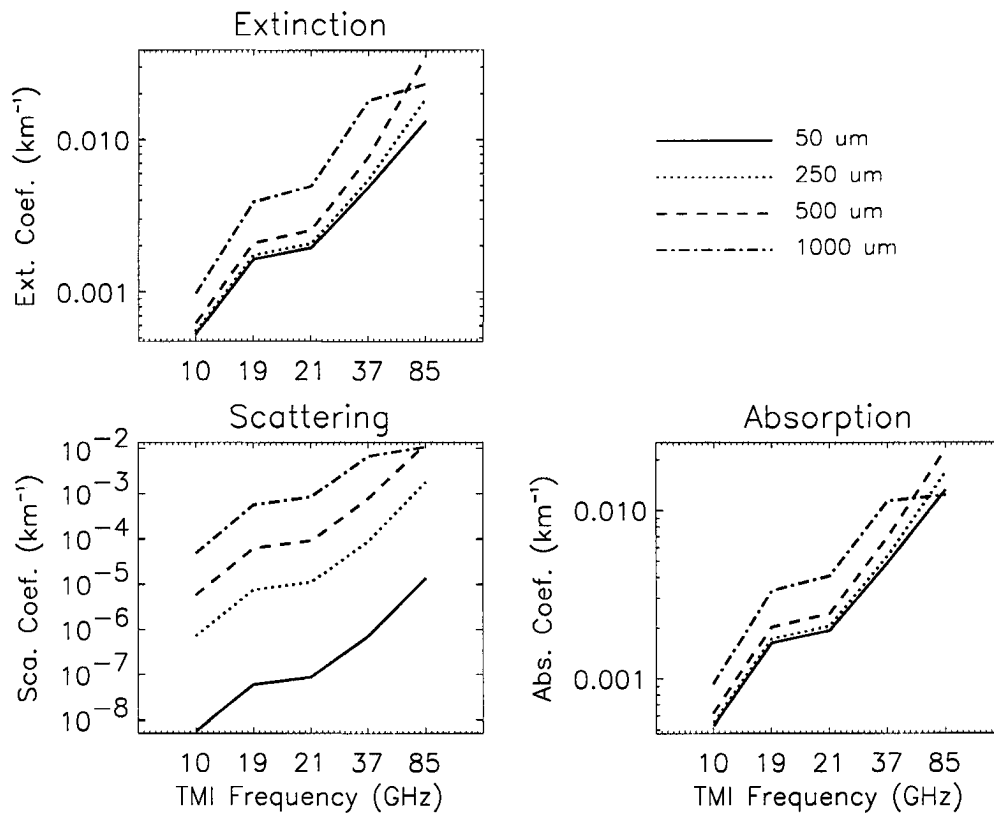 Extinction
Ext. Coef. (km⁻¹)
0.010
0.001
10 19 21 37 85
50 um
250 um
500 um
1000 um
Scattering
Sca. Coef. (km⁻¹)
10⁻²
10⁻³
10⁻⁴
10⁻⁵
10⁻⁶
10⁻⁷
10⁻⁸
10 19 21 37 85
TMI Frequency (GHz)
Absorption
Abs. Coef. (km⁻¹)
0.010
0.001
10 19 21 37 85
TMI Frequency (GHz)